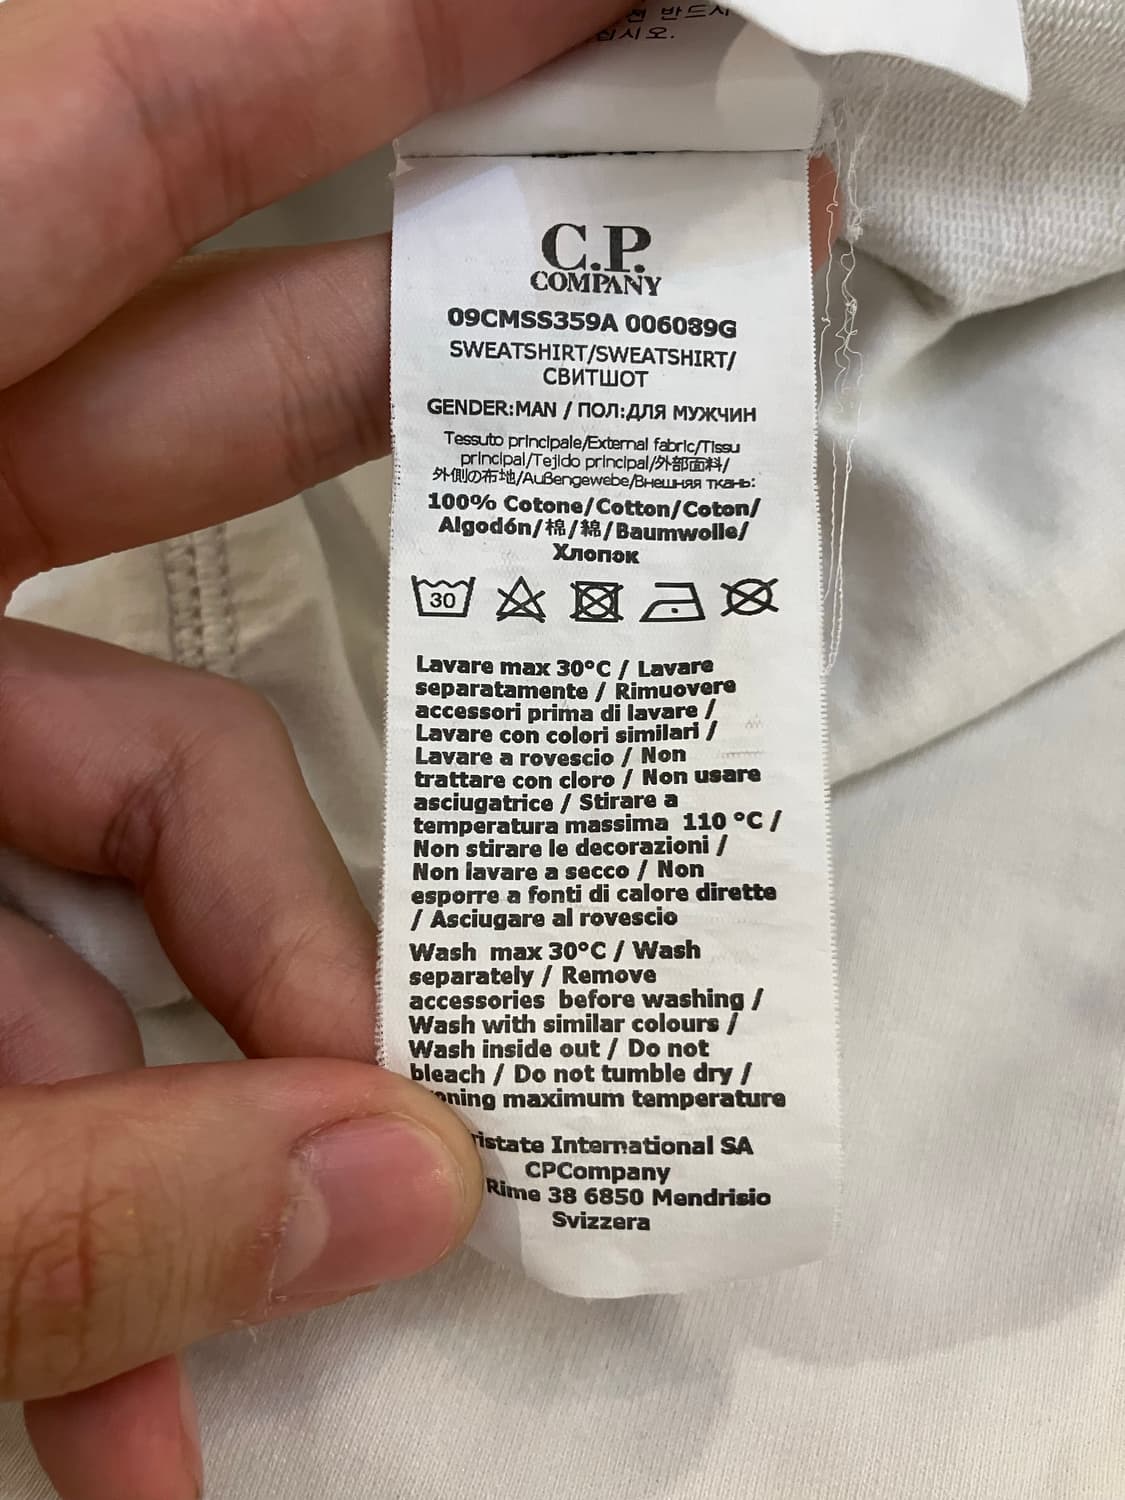 반드시
십시오.
C.P.
COMPANY
09CMSS359A 006089G
SWEATSHIRT/SWEATSHIRT/
СВИТШОТ
GENDER:MAN / ПОЛ:ДЛЯ МУЖЧИН
Tessuto principale/External fabric/Tissu
principal/Tejido principal/外部面料/
外側の布地/Außengewebe/Внешняя ткань:
100% Cotone/Cotton/Coton/
Algodón/棉/綿/Baumwolle/
Хлопок
30
Lavare max 30°C / Lavare
separatamente / Rimuovere
accessori prima di lavare /
Lavare con colori similari /
Lavare a rovescio / Non
trattare con cloro / Non usare
asciugatrice / Stirare a
temperatura massima 110 °C /
Non stirare le decorazioni /
Non lavare a secco / Non
esporre a fonti di calore dirette
/ Asciugare al rovescio
Wash max 30°C / Wash
separately / Remove
accessories before washing /
Wash with similar colours /
Wash inside out / Do not
bleach / Do not tumble dry /
maximum temperature
International SA
CPCompany
Rime 38 6850 Mendrisio
Svizzera